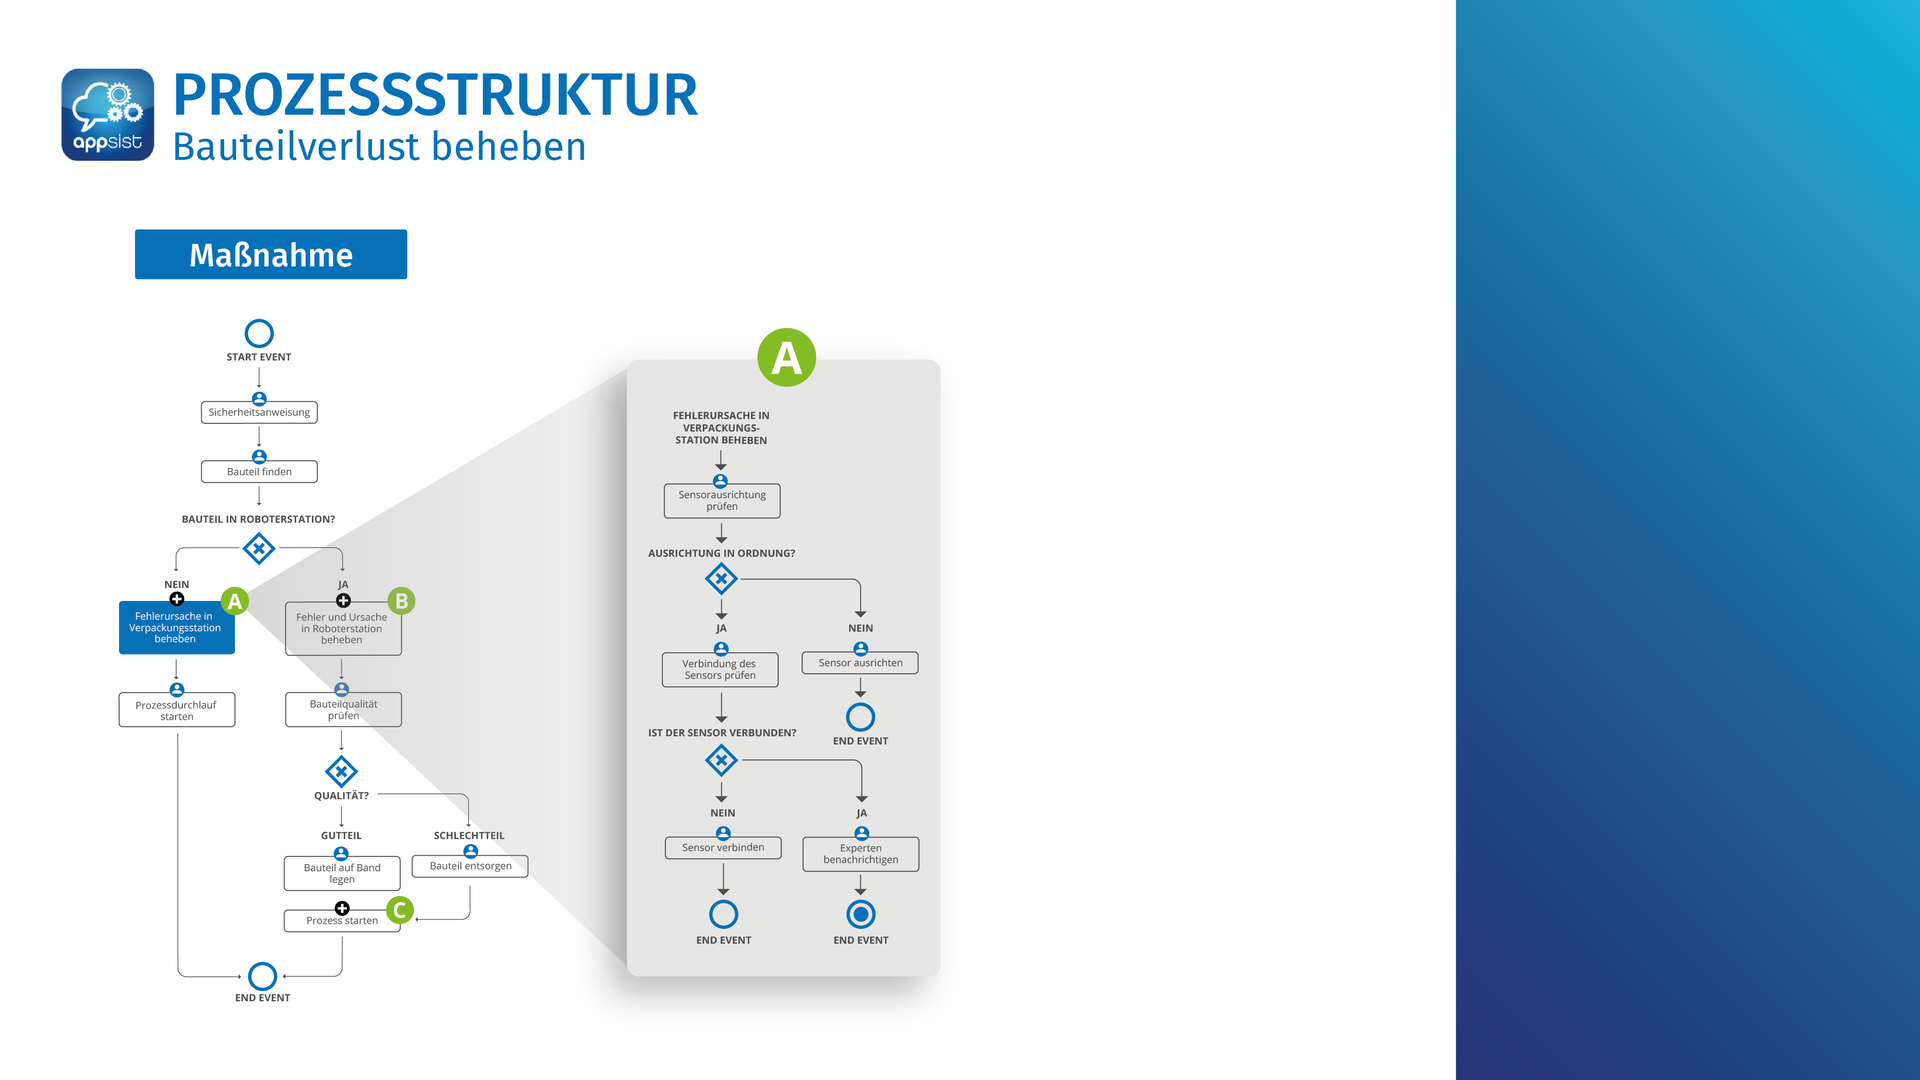 appsist
PROZESSSTRUKTUR
Bauteilverlust beheben
Maßnahme
START EVENT
Sicherheitsanweisung
Bauteil finden
BAUTEIL IN ROBOTERSTATION?
NEIN
JA
A
B
Fehlerursache in
Verpackungsstation
beheben
Fehler und Ursache
in Roboterstation
beheben
Prozessdurchlauf
starten
Bauteilqualität
prüfen
QUALITÄT?
GUTTEIL
SCHLECHTTEIL
Bauteil auf Band
legen
Bauteil entsorgen
C
Prozess starten
END EVENT
A
FEHLERURSACHE IN
VERPACKUNGS-
STATION BEHEBEN
Sensorausrichtung
prüfen
AUSRICHTUNG IN ORDNUNG?
JA
NEIN
Verbindung des
Sensors prüfen
Sensor ausrichten
END EVENT
IST DER SENSOR VERBUNDEN?
NEIN
JA
Sensor verbinden
Experten
benachrichtigen
END EVENT
END EVENT